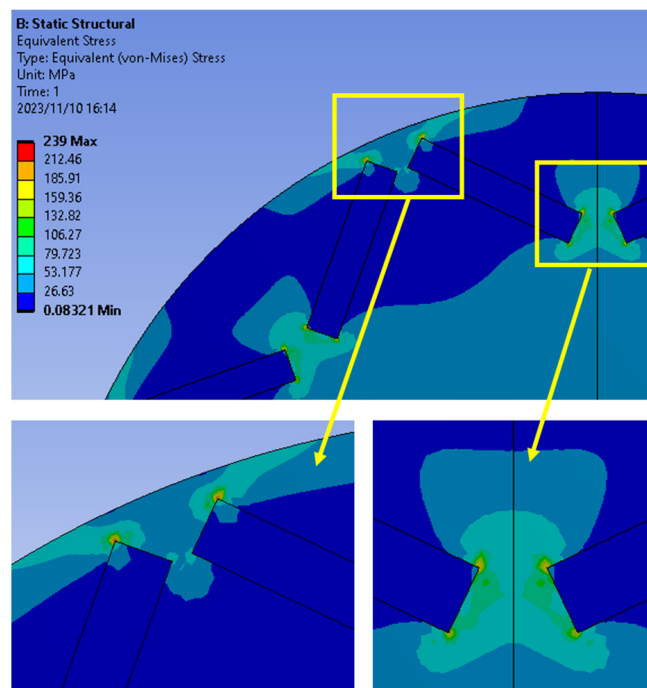 B: Static Structural
Equivalent Stress
Type: Equivalent (von-Mises) Stress
Unit: MPa
Time: 1
2023/11/10 16:14
239 Max
212.46
185.91
159.36
132.82
106.27
79.723
53.177
26.63
0.08321 Min